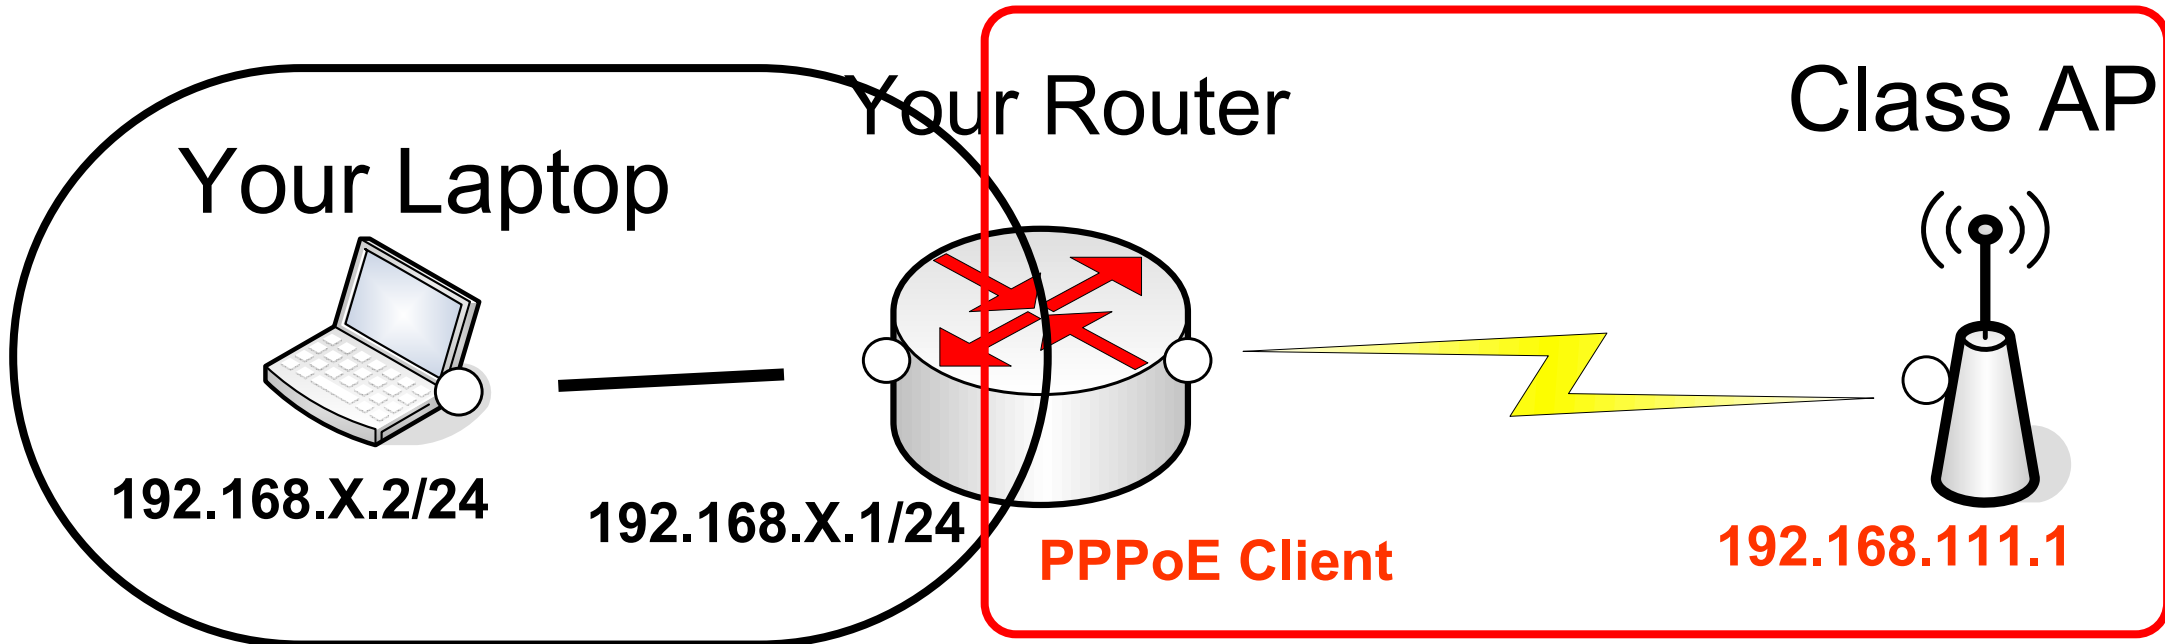 Your Laptop
Your Router
Class AP
192.168.X.2/24
192.168.X.1/24
PPPoE Client
192.168.111.1